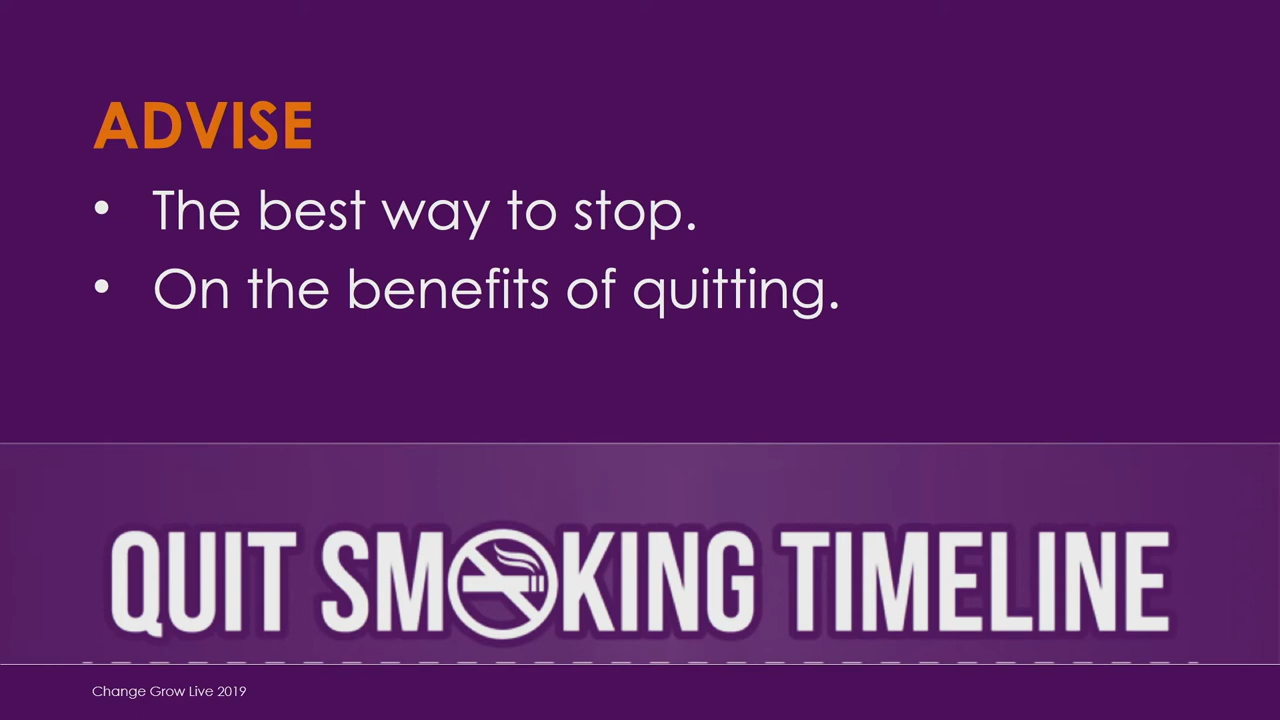 ADVISE
• The best way to stop.
• On the benefits of quitting.
QUIT SMOKING TIMELINE
Change Grow Live 2019